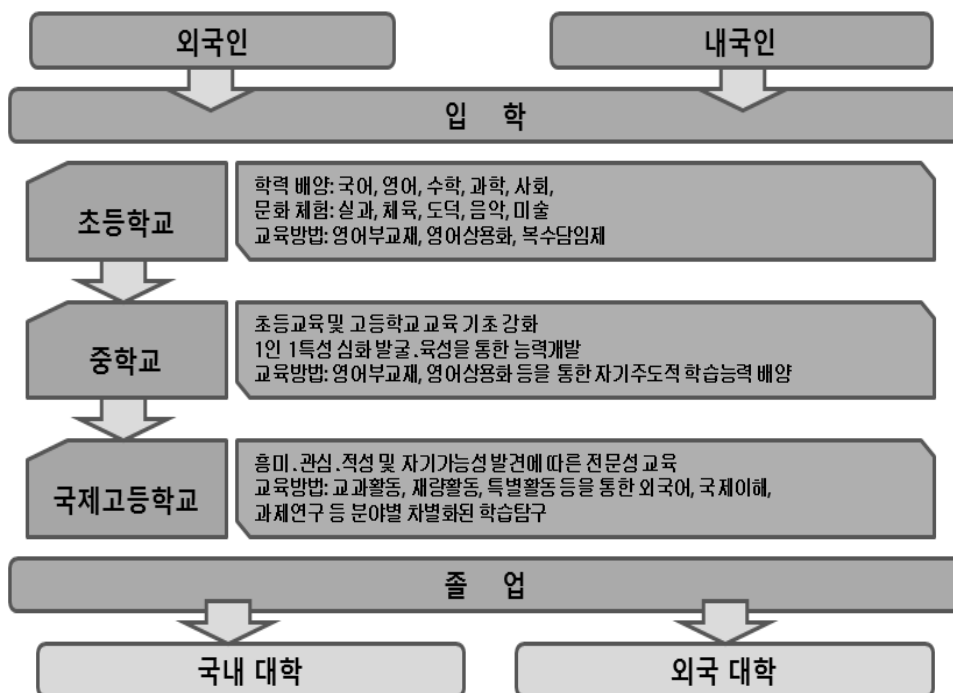 외국인
내국인
입 학
초등학교
학력 배양: 국어, 영어, 수학, 과학, 사회,
문화 체험: 실과, 체육, 도덕, 음악, 미술
교육방법: 영어부교재, 영어상용화, 복수담임제
중학교
초등교육 및 고등학교 교육 기초 강화
1인 1특성 심화 발굴.육성을 통한 능력개발
교육방법: 영어부교재, 영어상용화 등을 통한 자기주도적 학습능력 배양
국제고등학교
흥미.관심.적성 및 자기가능성 발견에 따른 전문성 교육
교육방법: 교과활동, 재량활동, 특별활동 등을 통한 외국어, 국제이해,
과제연구 등 분야별 차별화된 학습탐구
졸 업
국내 대학
외국 대학